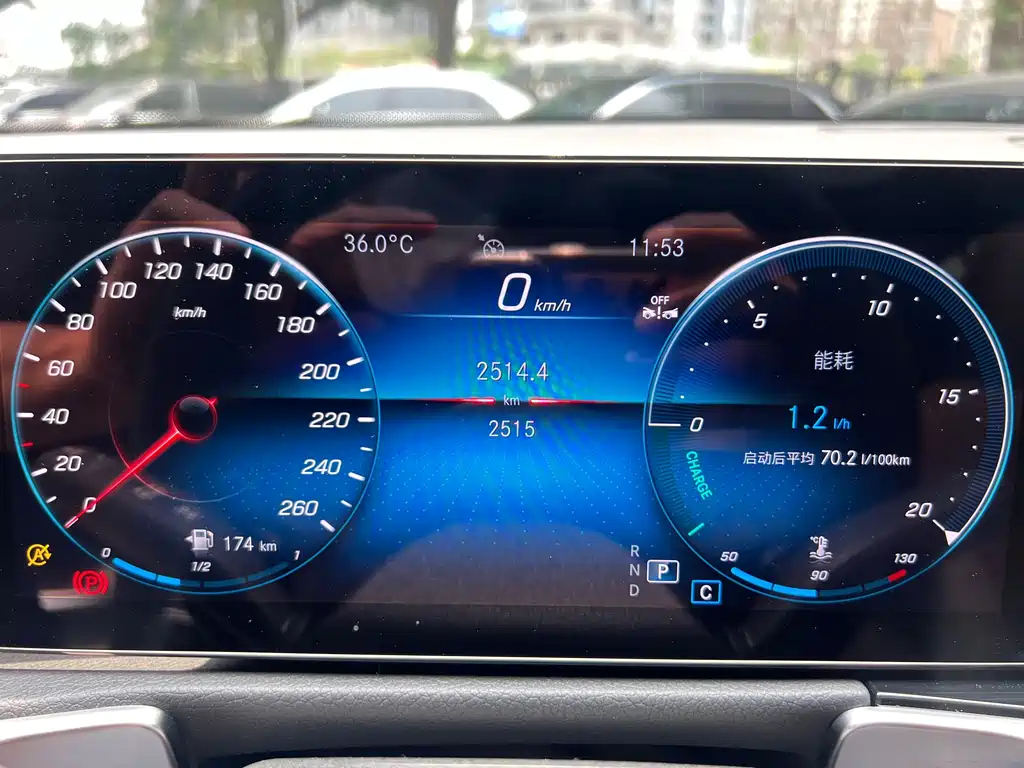 36.0°C
11:53
0 km/h
OFF
2514.4
km
2515
km/h
0
20
40
60
80
100
120
140
160
180
200
220
240
260
174 km
0
1/2
1
A
P
R
N
D
P
C
0
5
10
15
20
能耗
1.2 l/h
启动后平均 70.2 l/100km
CHARGE
°C
50
90
130